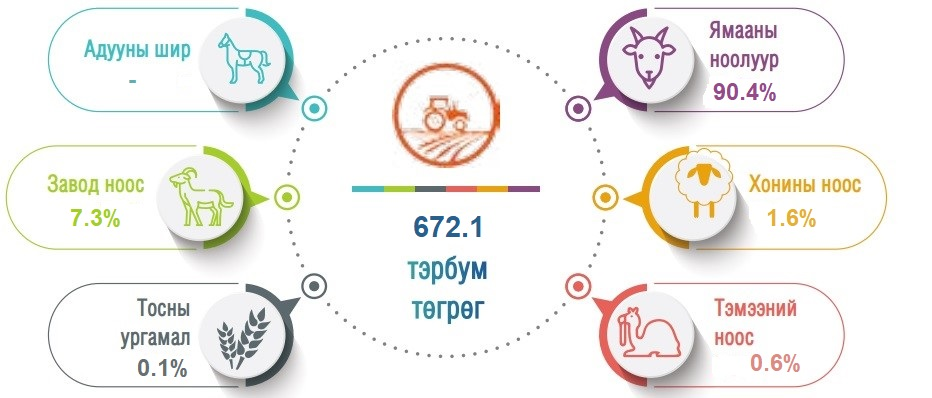 Адууны шир
-
Ямааны
ноолуур
90.4%
Завод ноос
7.3%
672.1
тэрбум
төгрөг
Хонины ноос
1.6%
Тосны
ургамал
0.1%
Тэмээний
ноос
0.6%